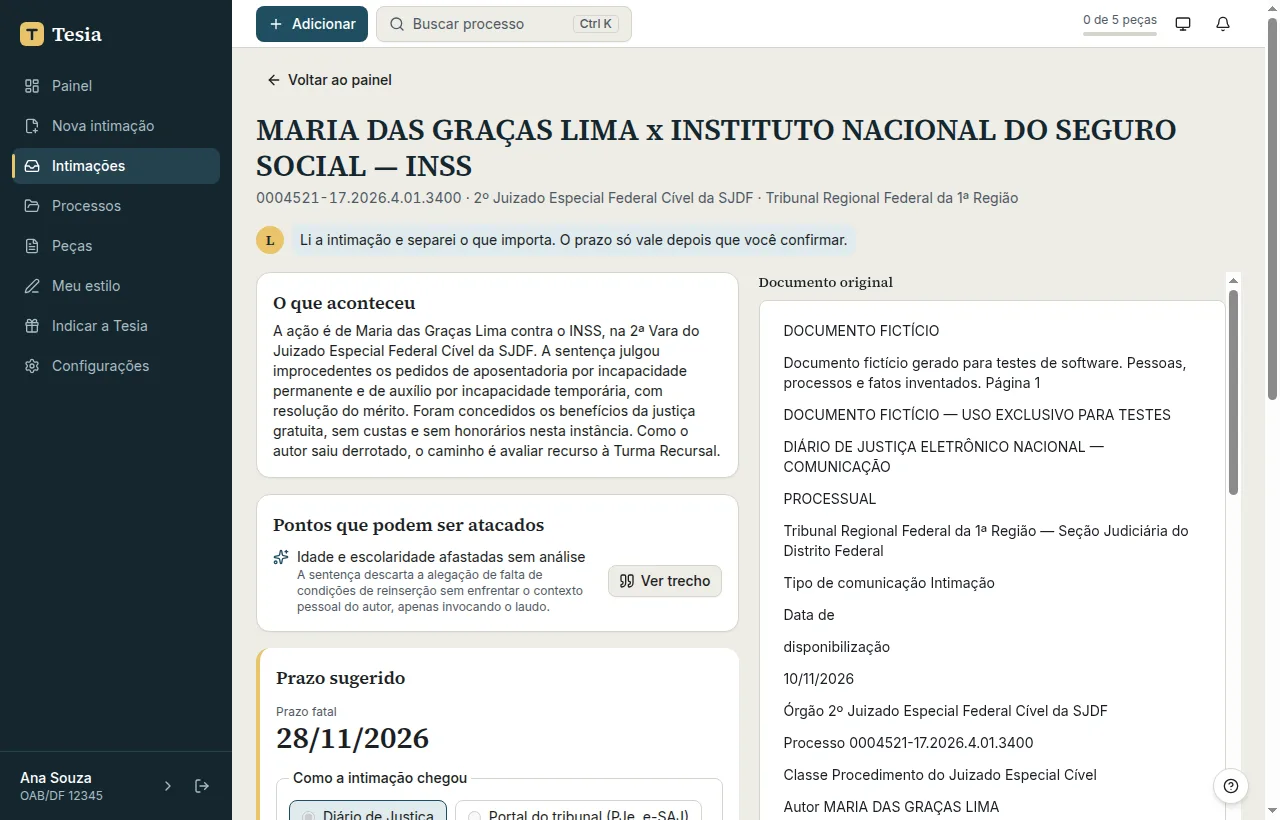 T Tesia
Painel
Nova intimação
Intimações
Processos
Peças
Meu estilo
Indicar a Tesia
Configurações
Ana Souza
OAB/DF 12345
Adicionar
Buscar processo
Ctrl K
0 de 5 peças
Voltar ao painel
MARIA DAS GRAÇAS LIMA x INSTITUTO NACIONAL DO SEGURO
SOCIAL — INSS
0004521-17.2026.4.01.3400 · 2º Juizado Especial Federal Cível da SJDF · Tribunal Regional Federal da 1ª Região
L
Li a intimação e separei o que importa. O prazo só vale depois que você confirmar.
O que aconteceu
A ação é de Maria das Graças Lima contra o INSS, na 2ª Vara do
Juizado Especial Federal Cível da SJDF. A sentença julgou
improcedentes os pedidos de aposentadoria por incapacidade
permanente e de auxílio por incapacidade temporária, com
resolução do mérito. Foram concedidos os benefícios da justiça
gratuita, sem custas e sem honorários nesta instância. Como o
autor saiu derrotado, o caminho é avaliar recurso à Turma Recursal.
Pontos que podem ser atacados
Idade e escolaridade afastadas sem análise
A sentença descarta a alegação de falta de
condições de reinserção sem enfrentar o contexto
pessoal do autor, apenas invocando o laudo.
Ver trecho
Prazo sugerido
Prazo fatal
28/11/2026
Como a intimação chegou
Diário de Justiça
Portal do tribunal (PJe, e-SAJ)
Documento original
DOCUMENTO FICTÍCIO
Documento fictício gerado para testes de software. Pessoas,
processos e fatos inventados. Página 1
DOCUMENTO FICTÍCIO — USO EXCLUSIVO PARA TESTES
DIÁRIO DE JUSTIÇA ELETRÔNICO NACIONAL —
COMUNICAÇÃO
PROCESSUAL
Tribunal Regional Federal da 1ª Região — Seção Judiciária do
Distrito Federal
Tipo de comunicação Intimação
Data de
disponibilização
10/11/2026
Órgão 2º Juizado Especial Federal Cível da SJDF
Processo 0004521-17.2026.4.01.3400
Classe Procedimento do Juizado Especial Cível
Autor MARIA DAS GRAÇAS LIMA